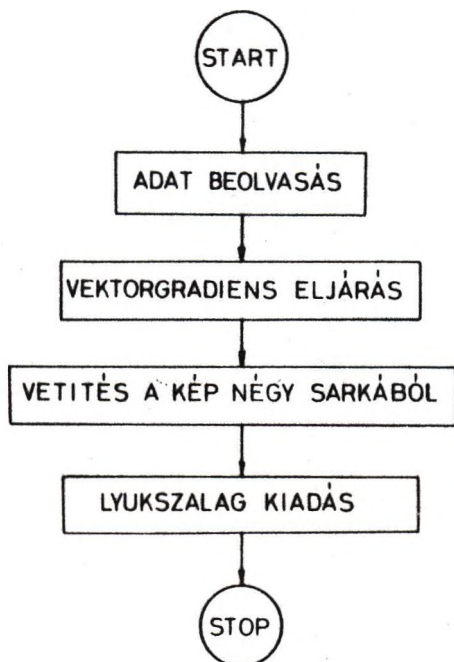 START
ADAT BEOLVASÁS
VEKTORGRADIENS ELJÁRÁS
VETITÉS A KÉP NÉGY SARKÁBÓL
LYUKSZALAG KIADÁS
STOP